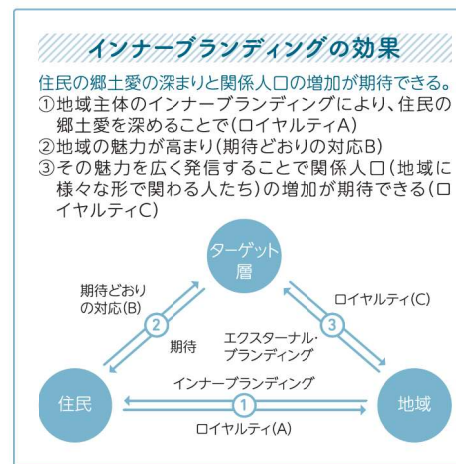 インナーブランディングの効果
住民の郷土愛の深まりと関係人口の増加が期待できる。
①地域主体のインナーブランディングにより、住民の
郷土愛を深めることで(ロイヤルティA)
②地域の魅力が高まり(期待どおりの対応B)
③その魅力を広く発信することで関係人口(地域に
様々な形で関わる人たち)の増加が期待できる(ロ
イヤルティC)
ターゲット
層
期待どおり
の対応(B)
②
期待
ロイヤルティ(C)
③
エクスターナル・
ブランディング
住民
インナーブランディング
①
ロイヤルティ(A)
地域